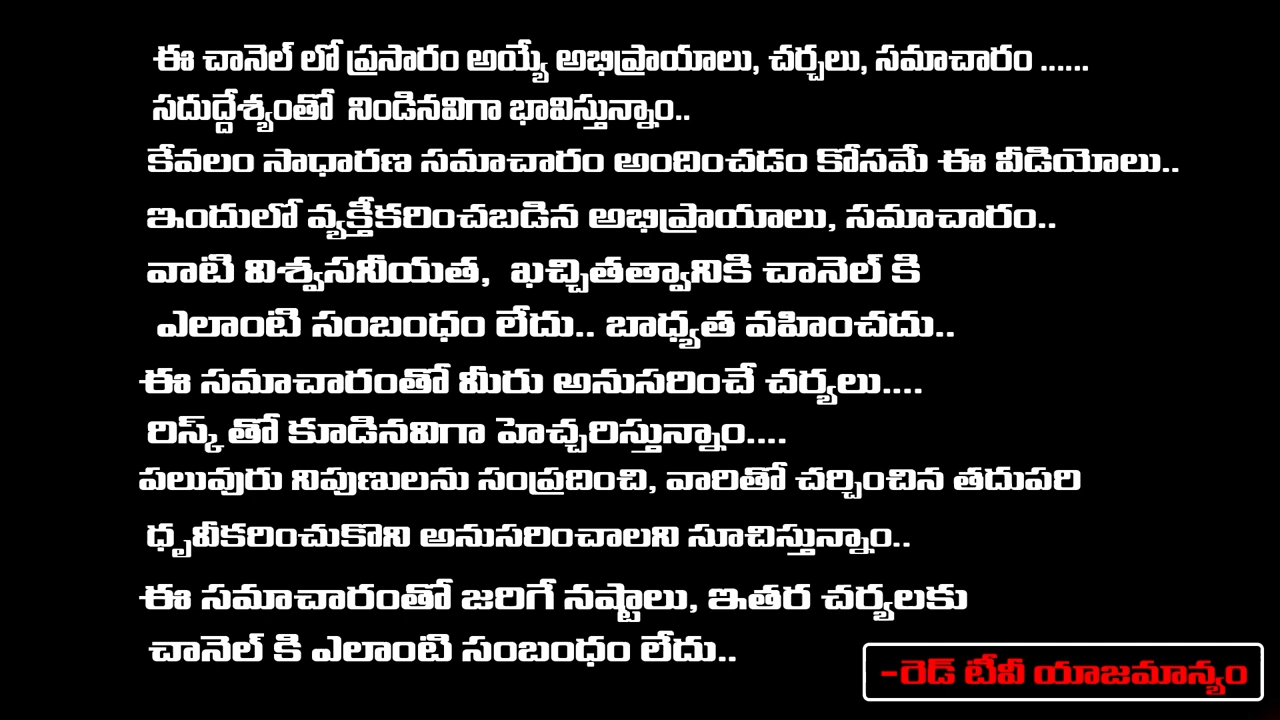 ఈ చానెల్ లో ప్రసారం అయ్యే అభిప్రాయాలు, చర్చలు, సమాచారం ......
సదుద్దేశ్యంతో నిండినవిగా భావిస్తున్నాం..
కేవలం సాధారణ సమాచారం అందించడం కోసమే ఈ వీడియోలు..
ఇందులో వ్యక్తీకరించబడిన అభిప్రాయాలు, సమాచారం..
వాటి విశ్వసనీయత, ఖచ్చితత్వానికి చానెల్ కి
ఎలాంటి సంబంధం లేదు.. బాధ్యత వహించదు..
ఈ సమాచారంతో మీరు అనుసరించే చర్యలు....
రిస్క్ తో కూడినవిగా హెచ్చరిస్తున్నాం....
పలువురు నిపుణులను సంప్రదించి, వారితో చర్చించిన తదుపరి
ధృవీకరించుకొని అనుసరించాలని సూచిస్తున్నాం..
ఈ సమాచారంతో జరిగే నష్టాలు, ఇతర చర్యలకు
చానెల్ కి ఎలాంటి సంబంధం లేదు..
-రెడ్ టీవీ యాజమాన్యం